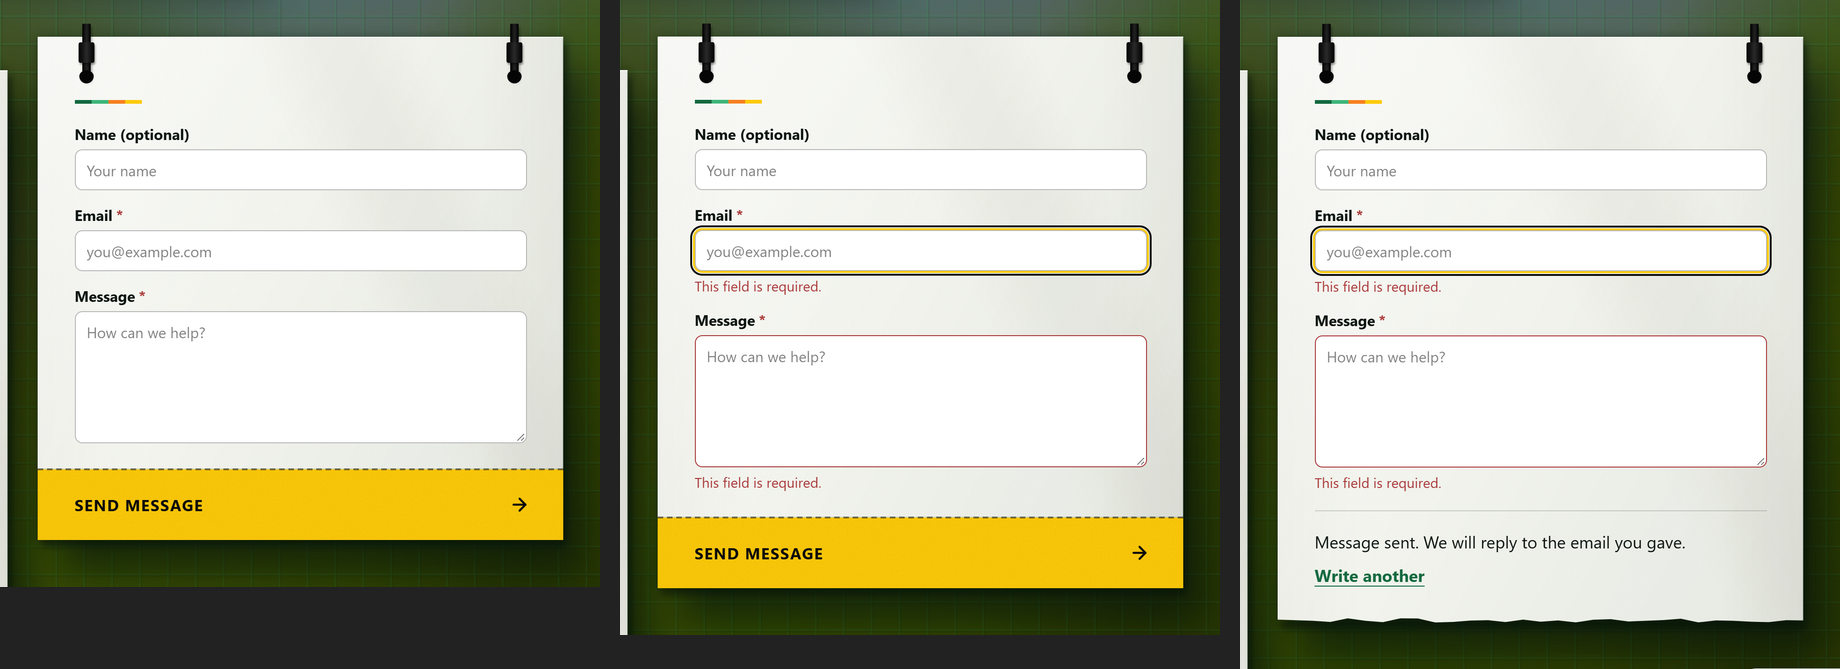 Name (optional)
Your name
Email *
you@example.com
Message *
How can we help?
SEND MESSAGE
Name (optional)
Your name
Email *
you@example.com
This field is required.
Message *
How can we help?
This field is required.
SEND MESSAGE
Name (optional)
Your name
Email *
you@example.com
This field is required.
Message *
How can we help?
This field is required.
Message sent. We will reply to the email you gave.
Write another